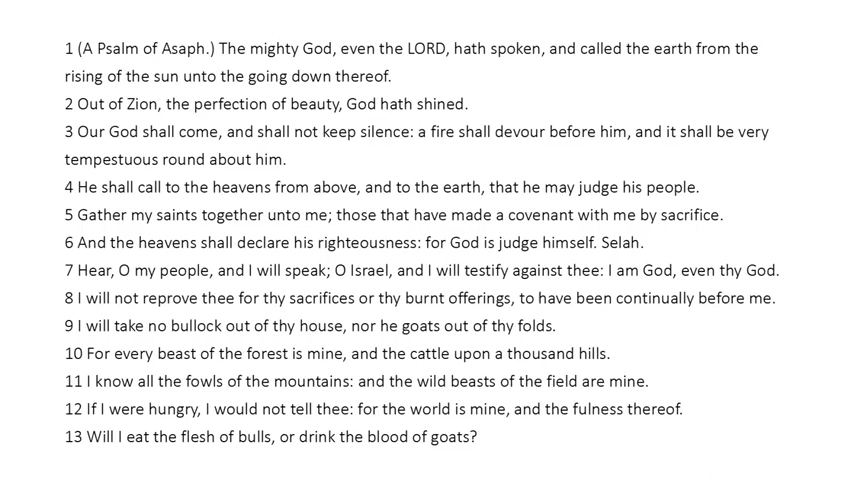 1 (A Psalm of Asaph.) The mighty God, even the LORD, hath spoken, and called the earth from the
rising of the sun unto the going down thereof.
2 Out of Zion, the perfection of beauty, God hath shined.
3 Our God shall come, and shall not keep silence: a fire shall devour before him, and it shall be very
tempestuous round about him.
4 He shall call to the heavens from above, and to the earth, that he may judge his people.
5 Gather my saints together unto me; those that have made a covenant with me by sacrifice.
6 And the heavens shall declare his righteousness: for God is judge himself. Selah.
7 Hear, O my people, and I will speak; O Israel, and I will testify against thee: I am God, even thy God.
8 I will not reprove thee for thy sacrifices or thy burnt offerings, to have been continually before me.
9 I will take no bullock out of thy house, nor he goats out of thy folds.
10 For every beast of the forest is mine, and the cattle upon a thousand hills.
11 I know all the fowls of the mountains: and the wild beasts of the field are mine.
12 If I were hungry, I would not tell thee: for the world is mine, and the fulness thereof.
13 Will I eat the flesh of bulls, or drink the blood of goats?